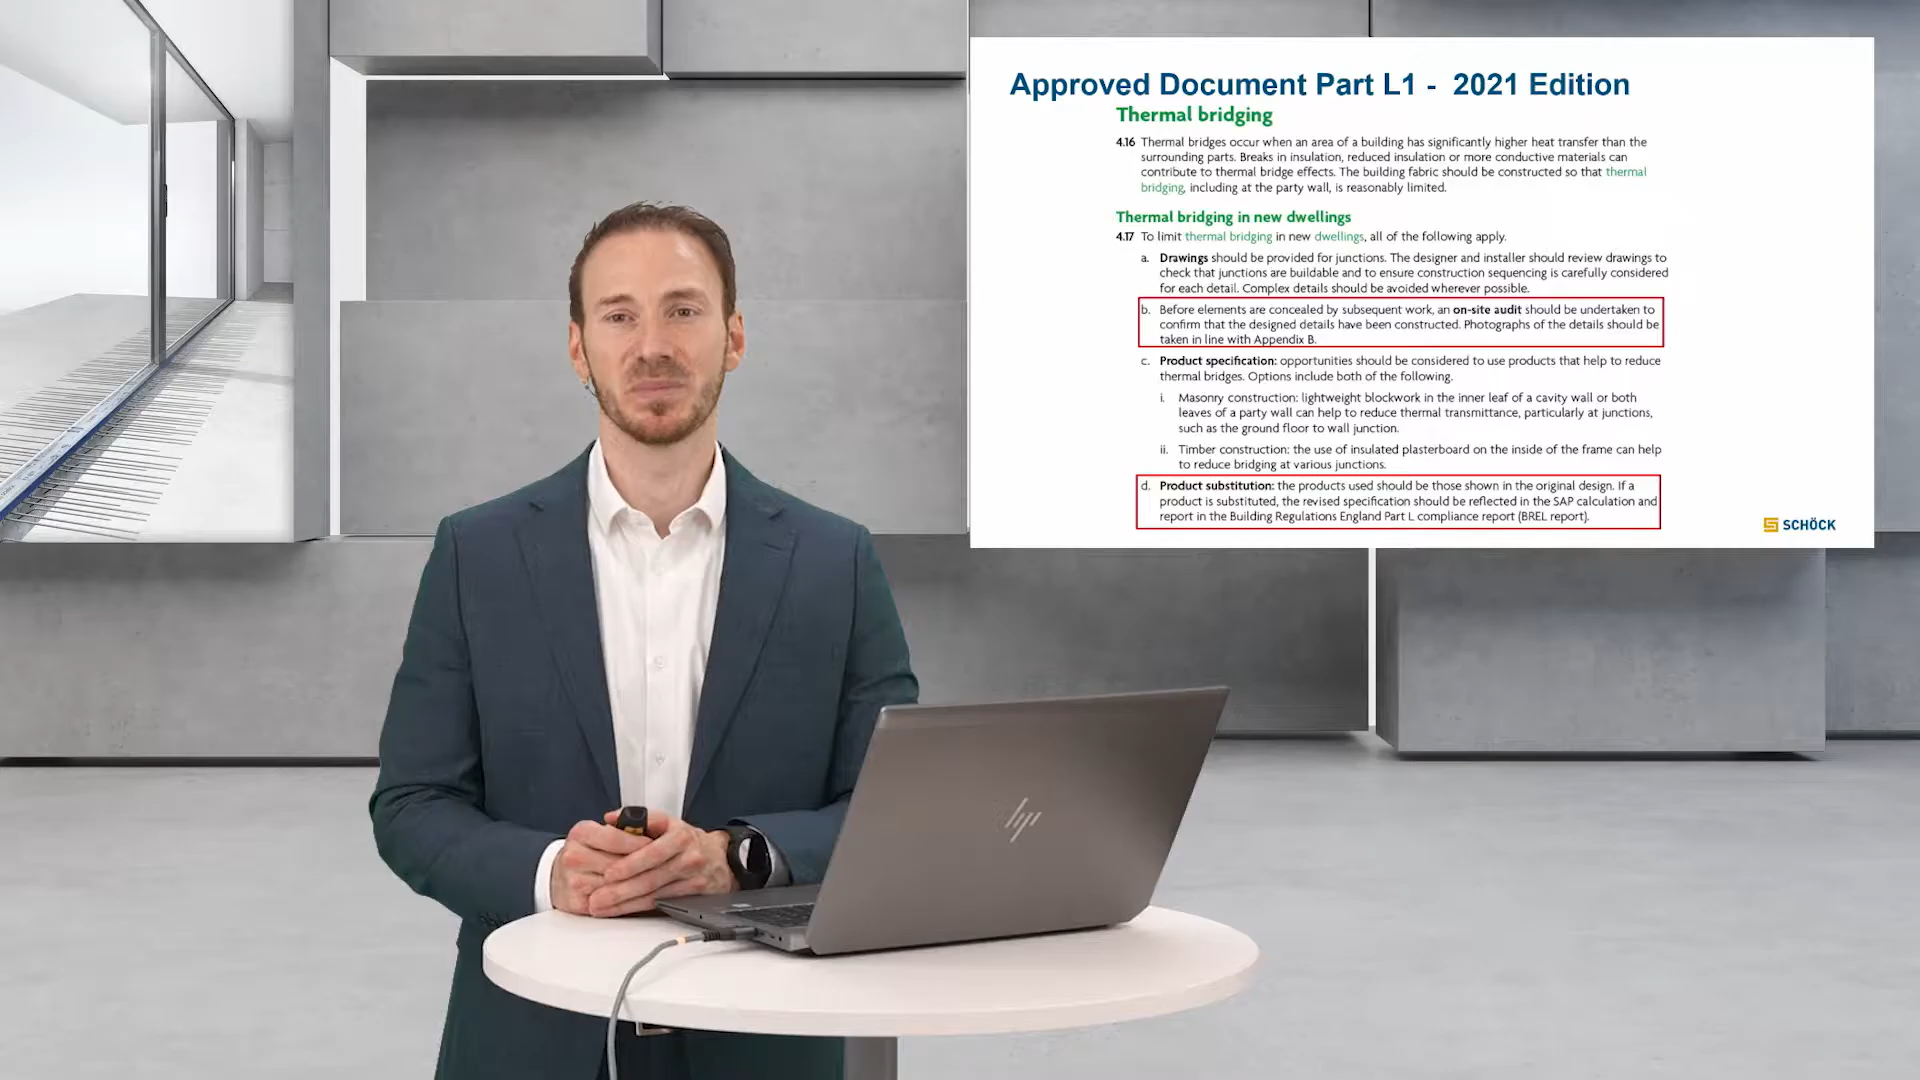 Approved Document Part L1 - 2021 Edition
Thermal bridging
4.16 Thermal bridges occur when an area of a building has significantly higher heat transfer than the
surrounding parts. Breaks in insulation, reduced insulation or more conductive materials can
contribute to thermal bridge effects. The building fabric should be constructed so that thermal
bridging, including at the party wall, is reasonably limited.
Thermal bridging in new dwellings
4.17 To limit thermal bridging in new dwellings, all of the following apply.
a. Drawings should be provided for junctions. The designer and installer should review drawings to
check that junctions are buildable and to ensure construction sequencing is carefully considered
for each detail. Complex details should be avoided wherever possible.
b. Before elements are concealed by subsequent work, an on-site audit should be undertaken to
confirm that the designed details have been constructed. Photographs of the details should be
taken in line with Appendix B.
c. Product specification: opportunities should be considered to use products that help to reduce
thermal bridges. Options include both of the following.
i. Masonry construction: lightweight blockwork in the inner leaf of a cavity wall or both
leaves of a party wall can help to reduce thermal transmittance, particularly at junctions,
such as the ground floor to wall junction.
ii. Timber construction: the use of insulated plasterboard on the inside of the frame can help
to reduce bridging at various junctions.
d. Product substitution: the products used should be those shown in the original design. If a
product is substituted, the revised specification should be reflected in the SAP calculation and
report in the Building Regulations England Part L compliance report (BREL report).
SCHÖCK
hp